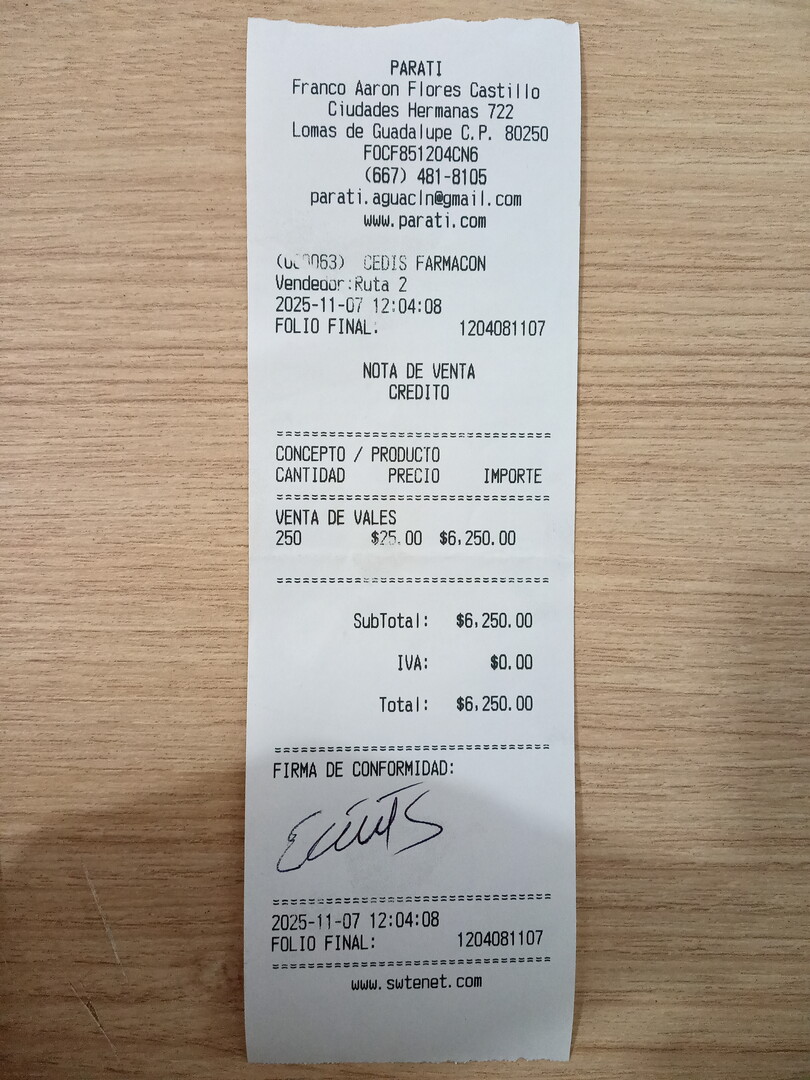 PARATI
Franco Aaron Flores Castillo
Ciudades Hermanas 722
Lomas de Guadalupe C.P. 80250
FOCF851204CN6
(667) 481-8105
parati.aguacln@gmail.com
www.parati.com
CEDIS FARMACON
Vendedor:Ruta 2
2025-11-07 12:04:08
FOLIO FINAL: 1204081107
NOTA DE VENTA
CREDITO
CONCEPTO / PRODUCTO
CANTIDAD PRECIO IMPORTE
VENTA DE VALES
250 $25.00 $6,250.00
SubTotal: $6,250.00
IVA: $0.00
Total: $6,250.00
FIRMA DE CONFORMIDAD:
2025-11-07 12:04:08
FOLIO FINAL: 1204081107
www.swtenet.com